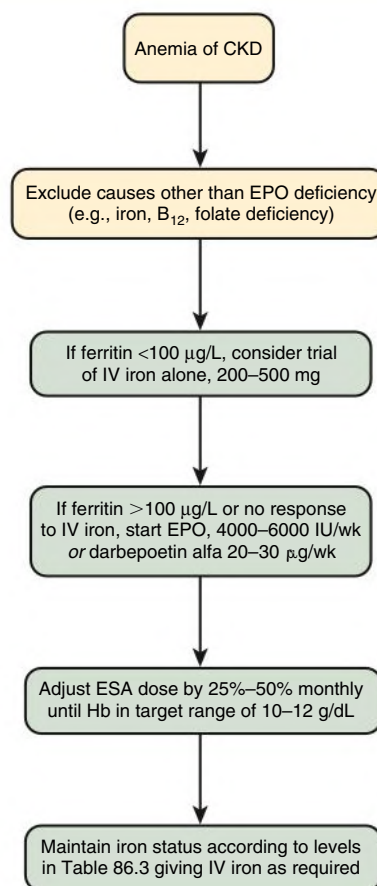 Anemia of CKD
Exclude causes other than EPO deficiency
(e.g., iron, B₁₂, folate deficiency)
If ferritin <100 µg/L, consider trial
of IV iron alone, 200–500 mg
If ferritin >100 µg/L or no response
to IV iron, start EPO, 4000–6000 IU/wk
or darbepoetin alfa 20–30 µg/wk
Adjust ESA dose by 25%–50% monthly
until Hb in target range of 10–12 g/dL
Maintain iron status according to levels
in Table 86.3 giving IV iron as required